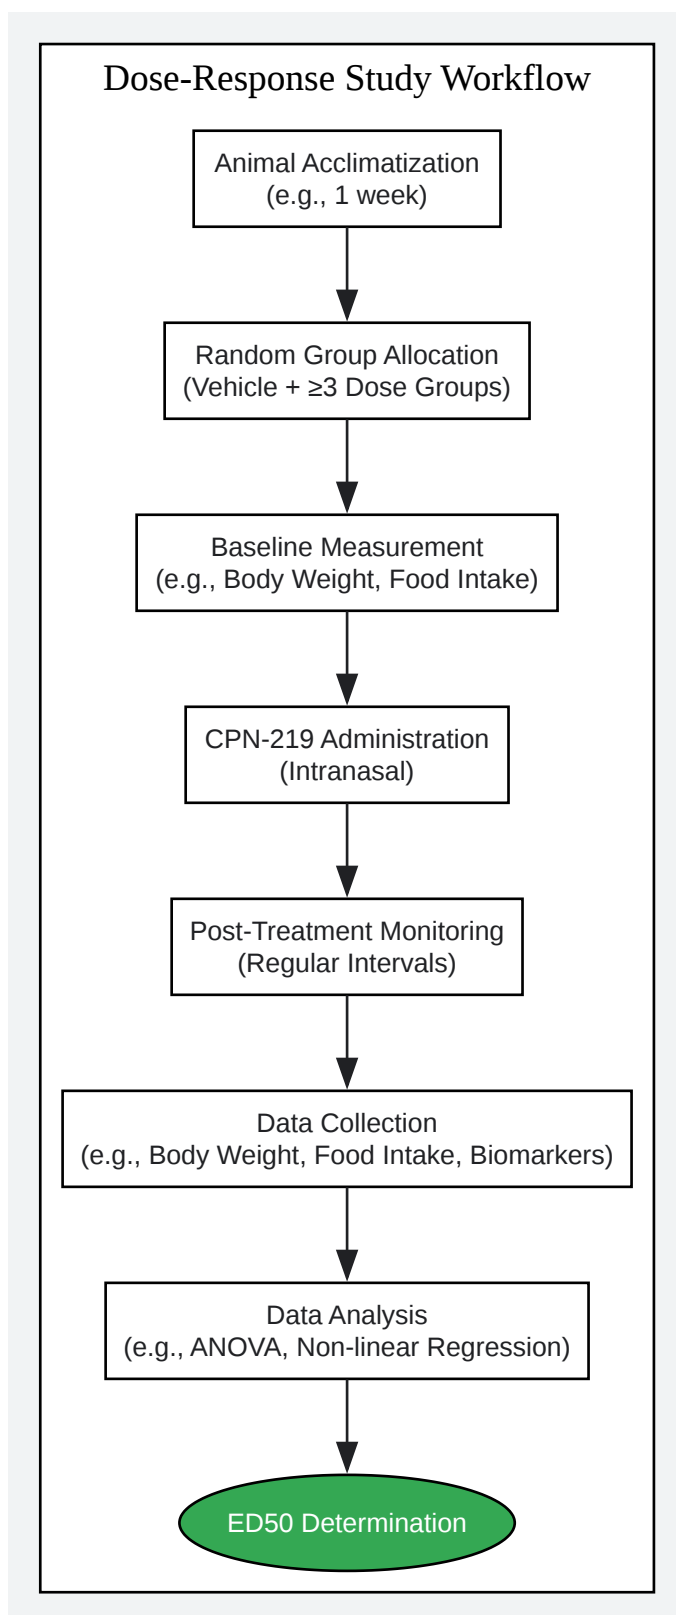 Dose-Response Study Workflow
Animal Acclimatization
(e.g., 1 week)
Random Group Allocation
(Vehicle + ≥3 Dose Groups)
Baseline Measurement
(e.g., Body Weight, Food Intake)
CPN-219 Administration
(Intranasal)
Post-Treatment Monitoring
(Regular Intervals)
Data Collection
(e.g., Body Weight, Food Intake, Biomarkers)
Data Analysis
(e.g., ANOVA, Non-linear Regression)
ED50 Determination